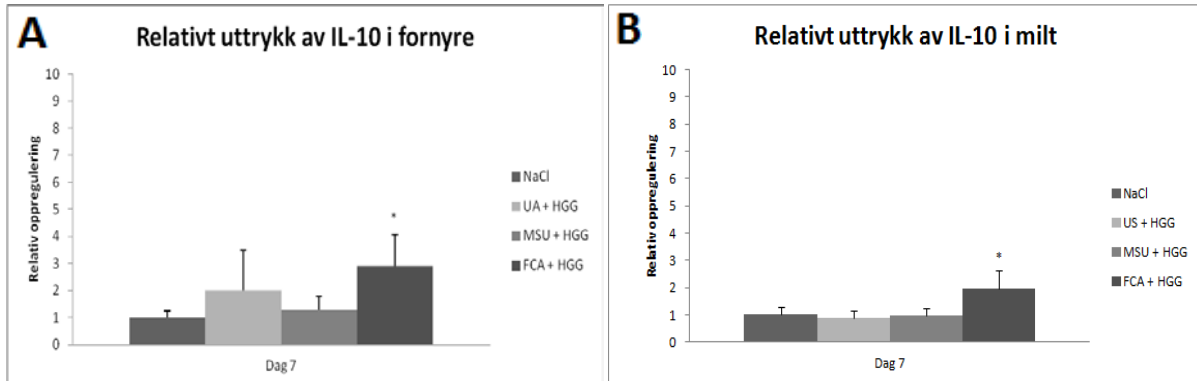 A
Relativt uttrykk av IL-10 i fornyre
10
9
8
7
6
5
4
3
2
1
0
Relativ oppregulering
*
Dag 7
NaCl
UA + HGG
MSU + HGG
FCA + HGG
B
Relativt uttrykk av IL-10 i milt
10
9
8
7
6
5
4
3
2
1
0
Relativ oppregulering
*
Dag 7
NaCl
US + HGG
MSU + HGG
FCA + HGG